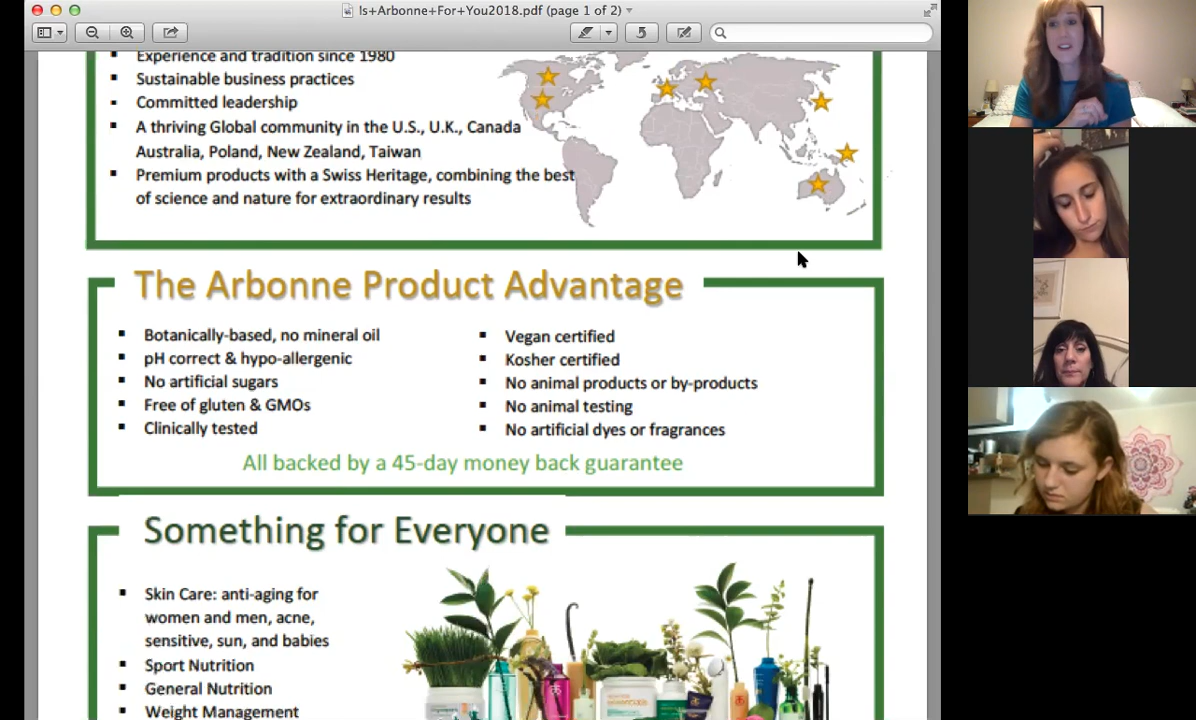 Is+Arbonne+For+You2018.pdf (page 1 of 2)
Experience and tradition since 1980
Sustainable business practices
Committed leadership
A thriving Global community in the U.S., U.K., Canada
Australia, Poland, New Zealand, Taiwan
Premium products with a Swiss Heritage, combining the best
of science and nature for extraordinary results
The Arbonne Product Advantage
Botanically-based, no mineral oil
pH correct & hypo-allergenic
No artificial sugars
Free of gluten & GMOs
Clinically tested
Vegan certified
Kosher certified
No animal products or by-products
No animal testing
No artificial dyes or fragrances
All backed by a 45-day money back guarantee
Something for Everyone
Skin Care: anti-aging for
women and men, acne,
sensitive, sun, and babies
Sport Nutrition
General Nutrition
Weight Management